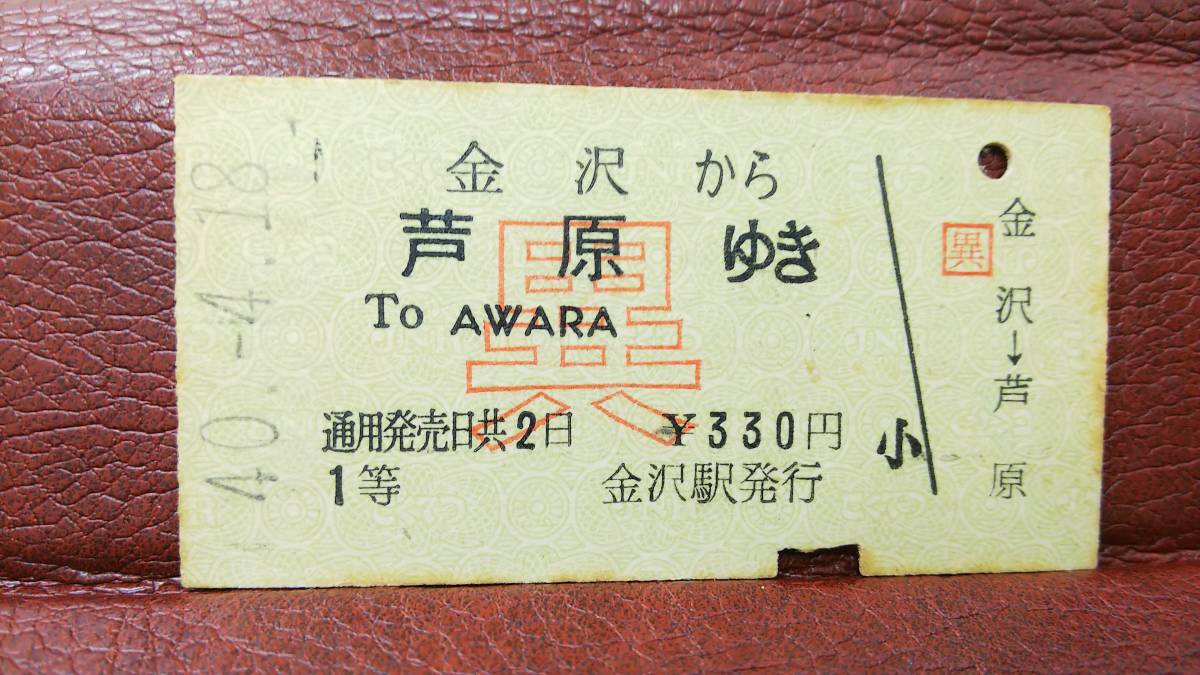 40.-4.18
金沢から
芦原ゆき
To AWARA
異
通用発売日共2日 ¥330円
1等 金沢駅発行
小
異
金沢→芦原